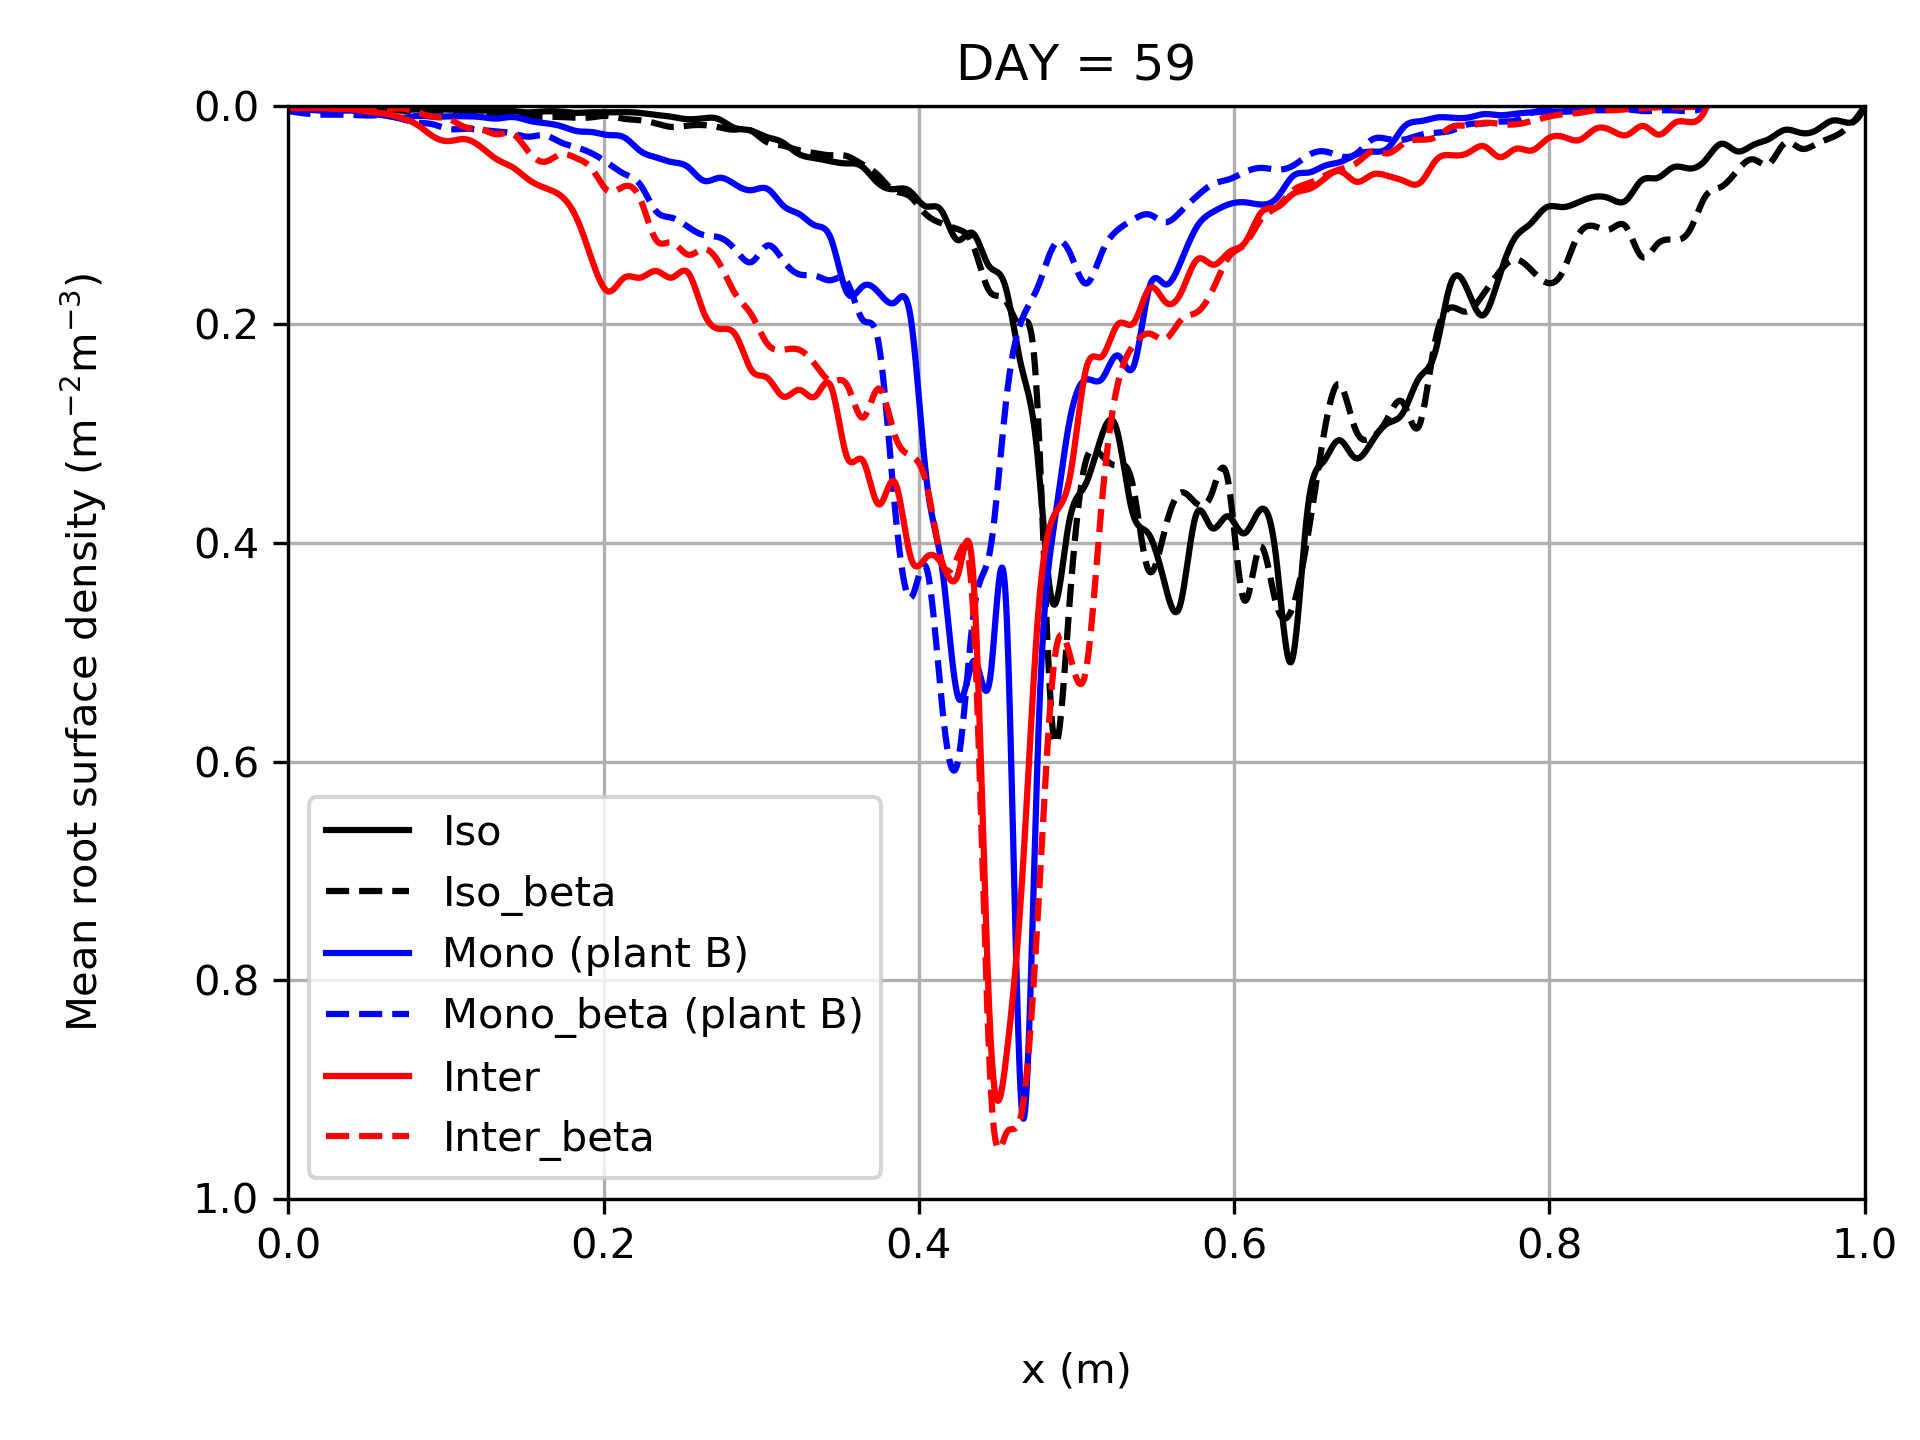 DAY = 59
Mean root surface density (m⁻²m⁻³)
0.0
0.2
0.4
0.6
0.8
1.0
Iso
Iso_beta
Mono (plant B)
Mono_beta (plant B)
Inter
Inter_beta
0.0 0.2 0.4 0.6 0.8 1.0
x (m)